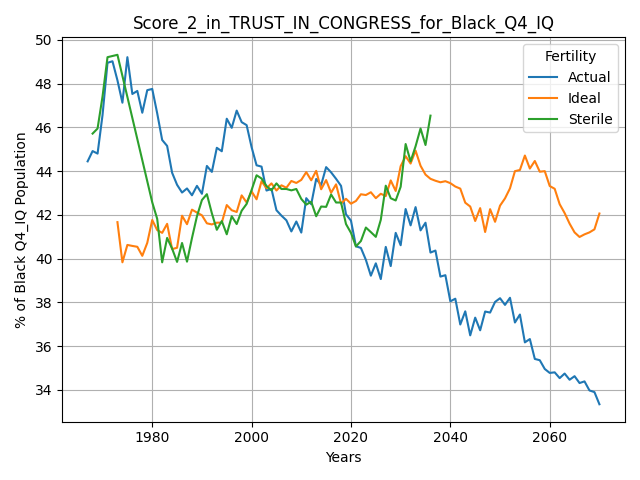 Score_2_in_TRUST_IN_CONGRESS_for_Black_Q4_IQ
% of Black Q4_IQ Population
50
48
46
44
42
40
38
36
34
Fertility
Actual
Ideal
Sterile
1980
2000
2020
2040
2060
Years